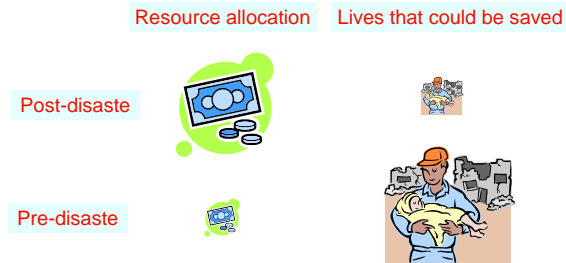 Resource allocation
Lives that could be saved
Post-disaste
Pre-disaste